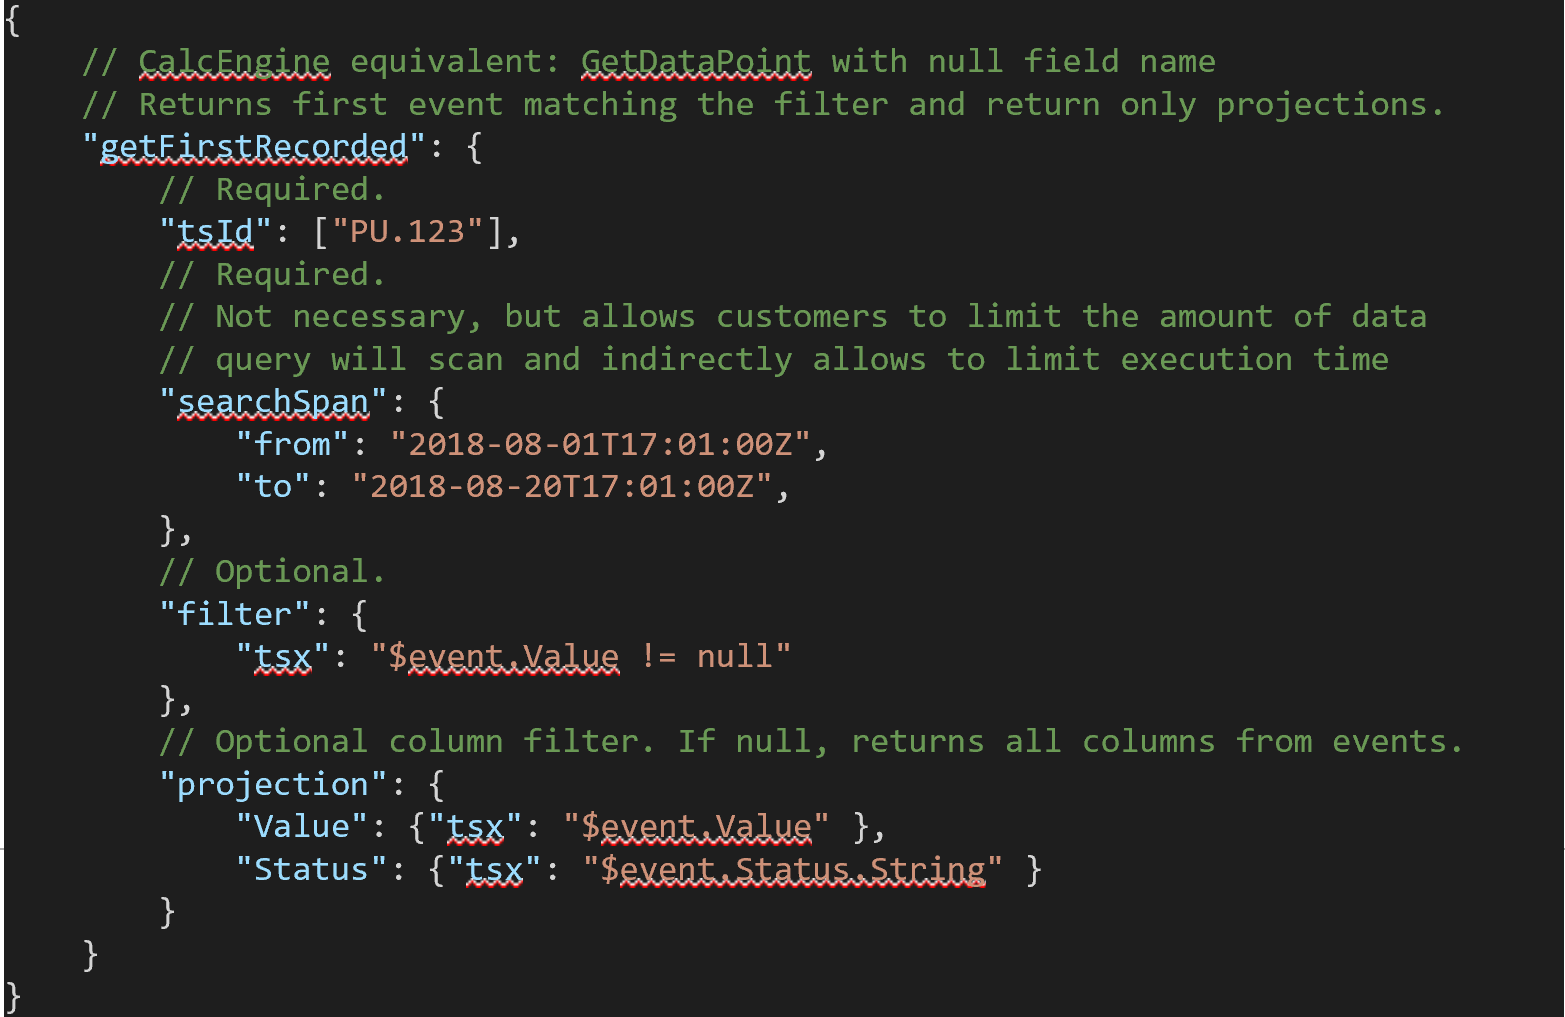 {
// CalcEngine equivalent: GetDataPoint with null field name
// Returns first event matching the filter and return only projections.
"getFirstRecorded": {
// Required.
"tsId": ["PU.123"],
// Required.
// Not necessary, but allows customers to limit the amount of data
// query will scan and indirectly allows to limit execution time
"searchSpan": {
"from": "2018-08-01T17:01:00Z",
"to": "2018-08-20T17:01:00Z",
},
// Optional.
"filter": {
"tsx": "$event.Value != null"
},
// Optional column filter. If null, returns all columns from events.
"projection": {
"Value": {"tsx": "$event.Value" },
"Status": {"tsx": "$event.Status.String" }
}
}
}